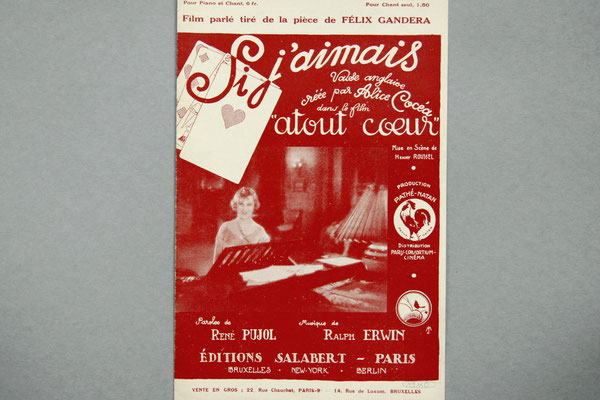 Pour Piano et Chant, 6 fr. Pour Chant seul, 1.50
Film parlé tiré de la pièce de FÉLIX GANDERA
Si j'aimais
Valse anglaise
créée par Alice Cocéa
dans le film
"atout cœur"
Mise en Scène de
HENRY ROUSSEL
PRODUCTION
PATHÉ-NATAN
DISTRIBUTION
PARIS-CONSORTIUM-
CINÉMA
Paroles de
RENÉ PUJOL
Musique de
RALPH ERWIN
ÉDITIONS SALABERT - PARIS
BRUXELLES • NEW-YORK • BERLIN
VENTE EN GROS : 22, Rue Chauchat, PARIS-9e 14, Rue de Loxum, BRUXELLES